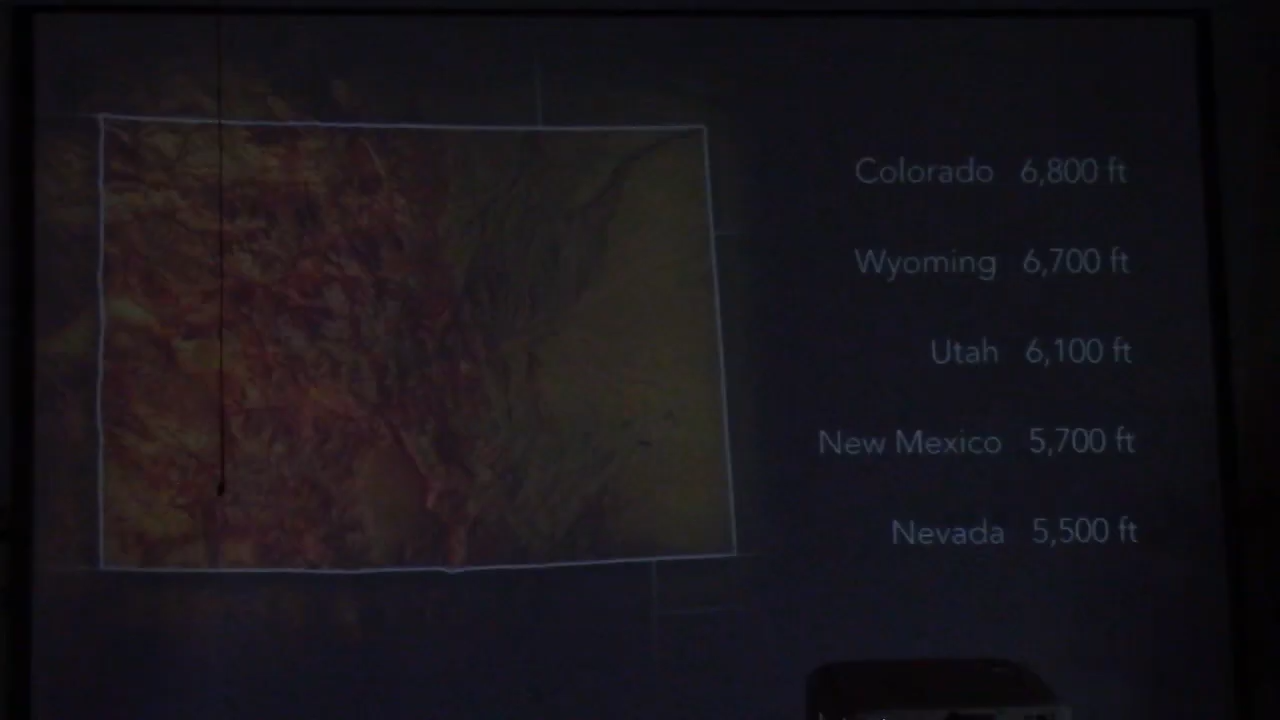 Colorado 6,800 ft
Wyoming 6,700 ft
Utah 6,100 ft
New Mexico 5,700 ft
Nevada 5,500 ft